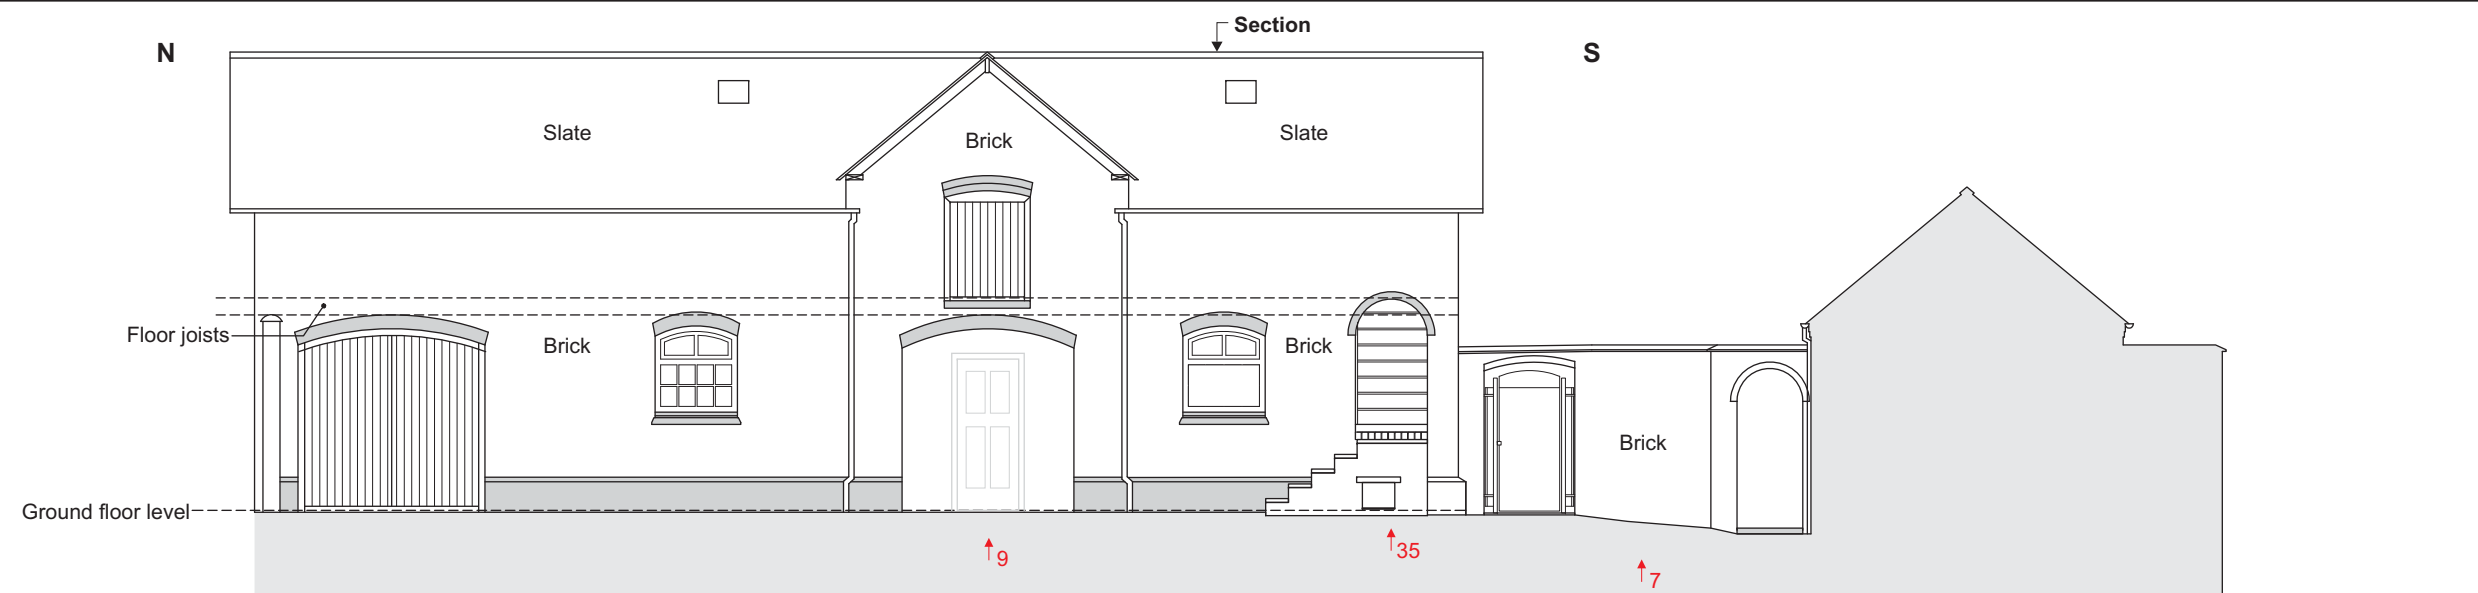 Section
N
S
Slate
Brick
Slate
Floor joists
Brick
Brick
Brick
Ground floor level
9
35
7